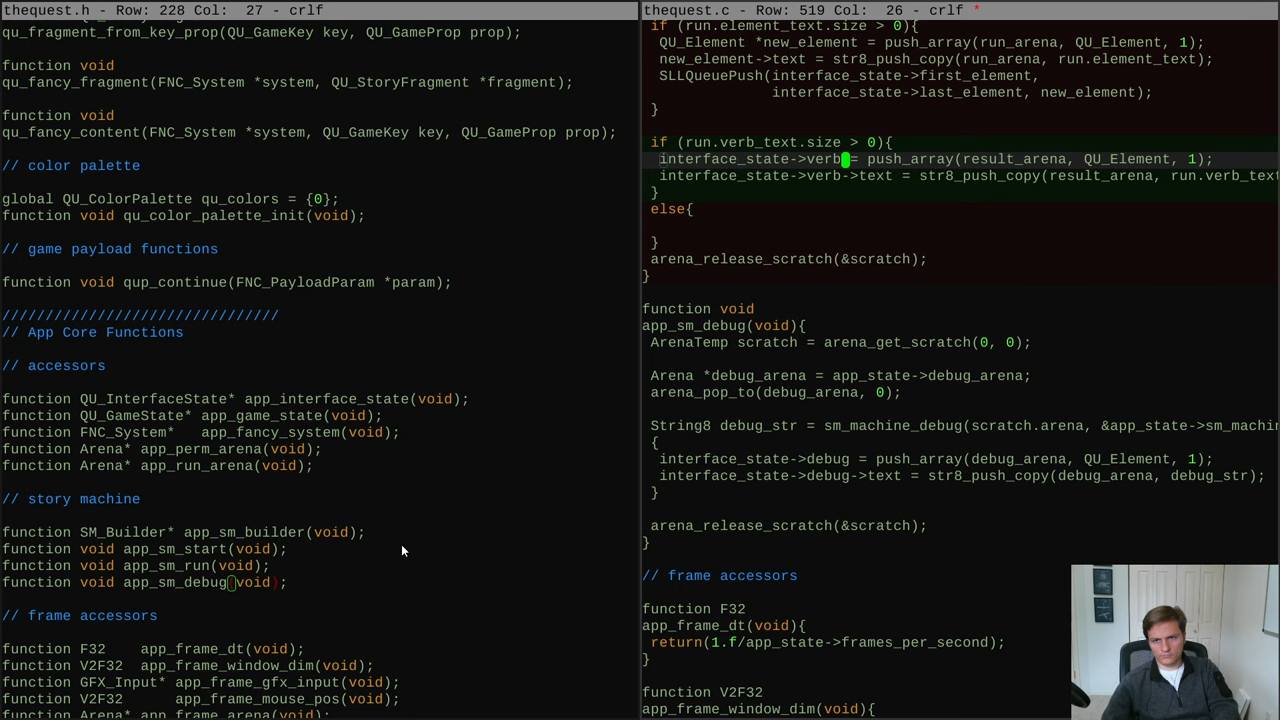 thequest.h - Row: 228 Col:  27 - crlf
qu_fragment_from_key_prop(QU_GameKey key, QU_GameProp prop);
function void
qu_fancy_fragment(FNC_System *system, QU_StoryFragment *fragment);
function void
qu_fancy_content(FNC_System *system, QU_GameKey key, QU_GameProp prop);
// color palette
global QU_ColorPalette qu_colors = {0};
function void qu_color_palette_init(void);
// game payload functions
function void qup_continue(FNC_PayloadParam *param);
////////////////////////////////
// App Core Functions
// accessors
function QU_InterfaceState* app_interface_state(void);
function QU_GameState* app_game_state(void);
function FNC_System*   app_fancy_system(void);
function Arena* app_perm_arena(void);
function Arena* app_run_arena(void);
// story machine
function SM_Builder* app_sm_builder(void);
function void app_sm_start(void);
function void app_sm_run(void);
function void app_sm_debug(void);
// frame accessors
function F32    app_frame_dt(void);
function V2F32  app_frame_window_dim(void);
function GFX_Input* app_frame_gfx_input(void);
function V2F32      app_frame_mouse_pos(void);
function Arena* app_frame_arena(void);
thequest.c - Row: 519 Col:  26 - crlf *
if (run.element_text.size > 0){
QU_Element *new_element = push_array(run_arena, QU_Element, 1);
new_element->text = str8_push_copy(run_arena, run.element_text);
SLLQueuePush(interface_state->first_element,
interface_state->last_element, new_element);
}
if (run.verb_text.size > 0){
interface_state->verb = push_array(result_arena, QU_Element, 1);
interface_state->verb->text = str8_push_copy(result_arena, run.verb_text
}
else{
}
arena_release_scratch(&scratch);
}
function void
app_sm_debug(void){
ArenaTemp scratch = arena_get_scratch(0, 0);
Arena *debug_arena = app_state->debug_arena;
arena_pop_to(debug_arena, 0);
String8 debug_str = sm_machine_debug(scratch.arena, &app_state->sm_machin
{
interface_state->debug = push_array(debug_arena, QU_Element, 1);
interface_state->debug->text = str8_push_copy(debug_arena, debug_str);
}
arena_release_scratch(&scratch);
}
// frame accessors
function F32
app_frame_dt(void){
return(1.f/app_state->frames_per_second);
}
function V2F32
app_frame_window_dim(void){